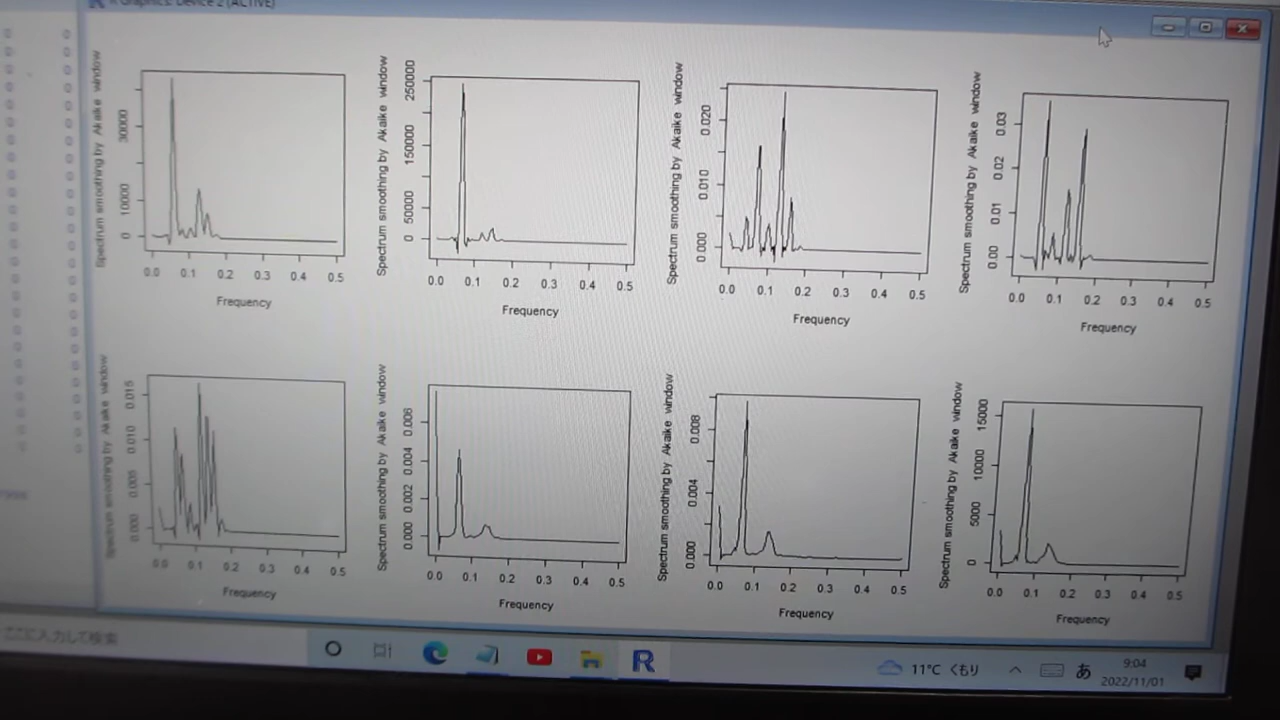 R Graphics: Device 2 (ACTIVE)
Spectrum smoothing by Akaike window
0 10000 30000
0.0 0.1 0.2 0.3 0.4 0.5
Frequency
Spectrum smoothing by Akaike window
0 50000 150000 250000
0.0 0.1 0.2 0.3 0.4 0.5
Frequency
Spectrum smoothing by Akaike window
0.000 0.010 0.020
0.0 0.1 0.2 0.3 0.4 0.5
Frequency
Spectrum smoothing by Akaike window
0.00 0.01 0.02 0.03
0.0 0.1 0.2 0.3 0.4 0.5
Frequency
Spectrum smoothing by Akaike window
0.000 0.005 0.010 0.015
0.0 0.1 0.2 0.3 0.4 0.5
Frequency
Spectrum smoothing by Akaike window
0.000 0.002 0.004 0.006
0.0 0.1 0.2 0.3 0.4 0.5
Frequency
Spectrum smoothing by Akaike window
0.000 0.004 0.008
0.0 0.1 0.2 0.3 0.4 0.5
Frequency
Spectrum smoothing by Akaike window
0 5000 10000 15000
0.0 0.1 0.2 0.3 0.4 0.5
Frequency
ここに入力して検索
R
11°C くもり
あ
9:04
2022/11/01